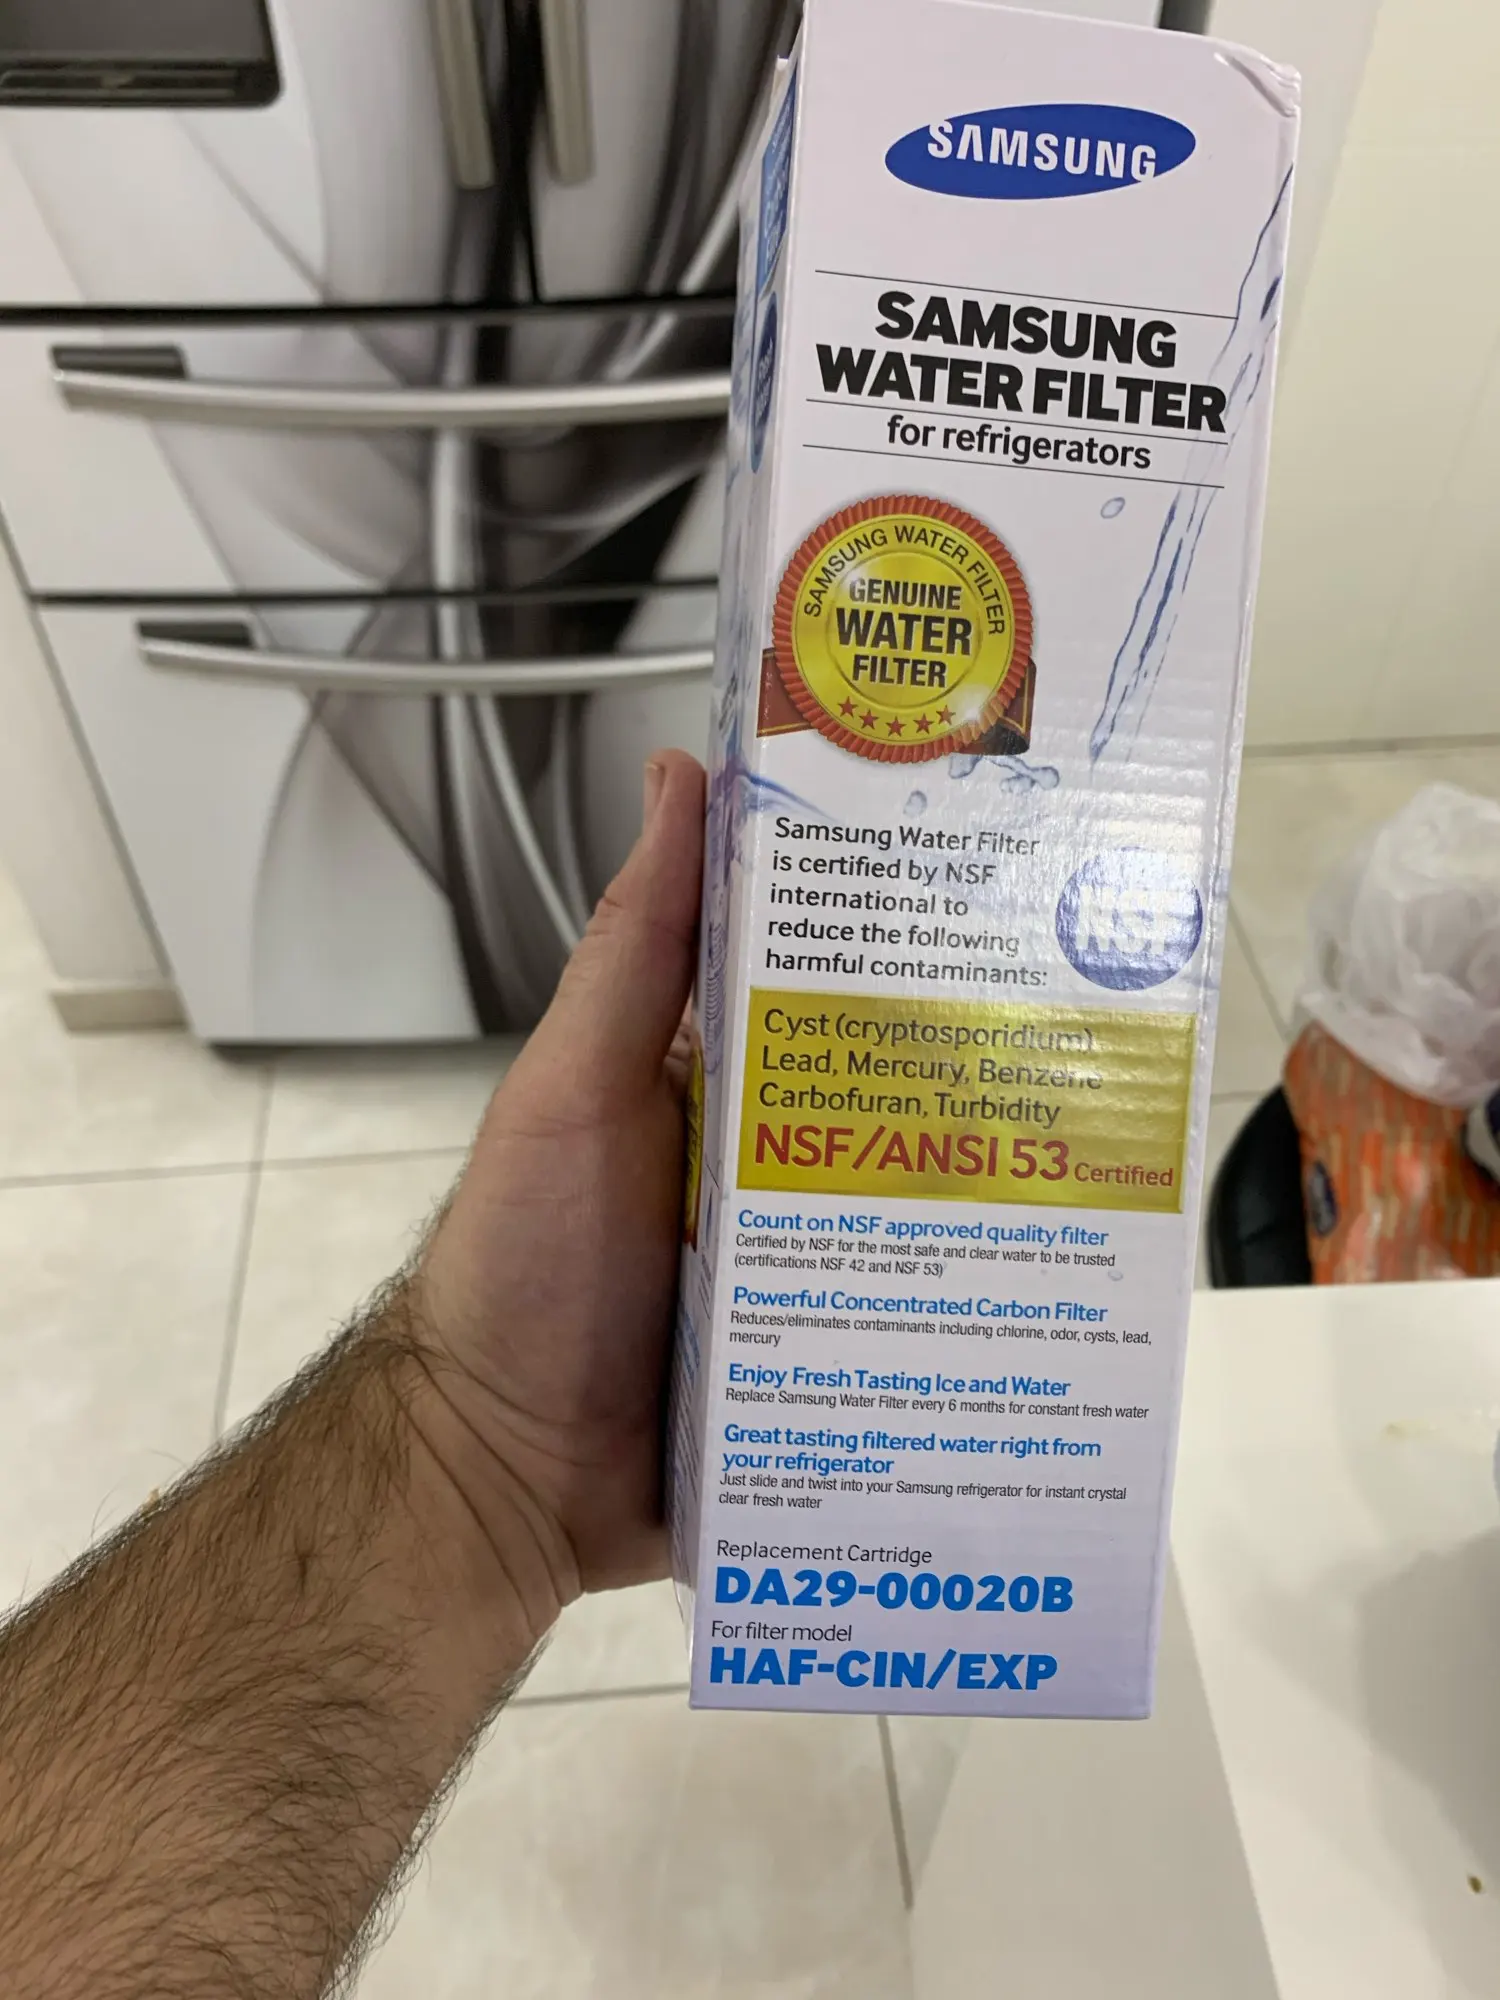 SAMSUNG
SAMSUNG
WATER FILTER
for refrigerators
SAMSUNG WATER FILTER
GENUINE
WATER
FILTER
Samsung Water Filter
is certified by NSF
international to
reduce the following
harmful contaminants:
NSF
Cyst (cryptosporidium)
Lead, Mercury, Benzene
Carbofuran, Turbidity
NSF/ANSI 53 Certified
Count on NSF approved quality filter
Certified by NSF for the most safe and clear water to be trusted
(certifications NSF 42 and NSF 53)
Powerful Concentrated Carbon Filter
Reduces/eliminates contaminants including chlorine, odor, cysts, lead,
mercury
Enjoy Fresh Tasting Ice and Water
Replace Samsung Water Filter every 6 months for constant fresh water
Great tasting filtered water right from
your refrigerator
Just slide and twist into your Samsung refrigerator for instant crystal
clear fresh water
Replacement Cartridge
DA29-00020B
For filter model
HAF-CIN/EXP